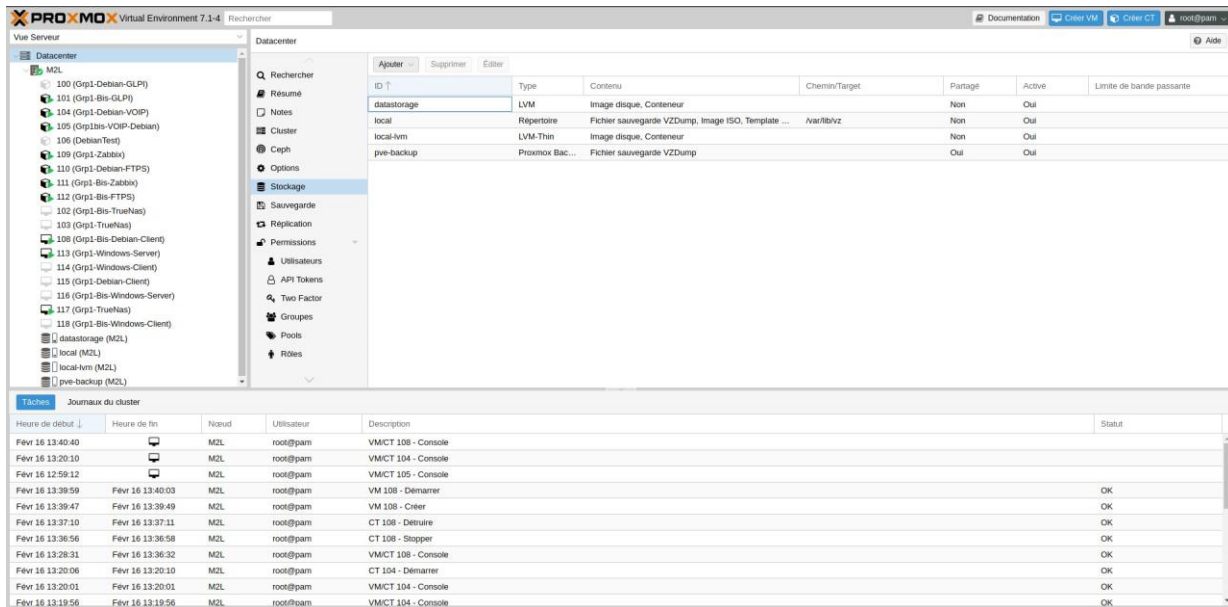 PROXMOX Virtual Environment 7.1-4 Rechercher Documentation Créer VM Créer CT root@pam
Vue Serveur
Datacenter
M2L
100 (Grp1-Debian-GLPI)
101 (Grp1-Bis-GLPI)
104 (Grp1-Debian-VOIP)
105 (Grp1bis-VOIP-Debian)
106 (DebianTest)
109 (Grp1-Zabbix)
110 (Grp1-Debian-FTPS)
111 (Grp1-Bis-Zabbix)
112 (Grp1-Bis-FTPS)
102 (Grp1-Bis-TrueNas)
103 (Grp1-TrueNas)
108 (Grp1-Bis-Debian-Client)
113 (Grp1-Windows-Server)
114 (Grp1-Windows-Client)
115 (Grp1-Debian-Client)
116 (Grp1-Bis-Windows-Server)
117 (Grp1-TrueNas)
118 (Grp1-Bis-Windows-Client)
datastorage (M2L)
local (M2L)
local-lvm (M2L)
pve-backup (M2L)
Datacenter Aide
Rechercher
Résumé
Notes
Cluster
Ceph
Options
Stockage
Sauvegarde
Réplication
Permissions
Utilisateurs
API Tokens
Two Factor
Groupes
Pools
Rôles
Ajouter Supprimer Éditer
ID Type Contenu Chemin/Target Partagé Activé Limite de bande passante
datastorage LVM Image disque, Conteneur Non Oui
local Répertoire Fichier sauvegarde VZDump, Image ISO, Template ... /var/lib/vz Non Oui
local-lvm LVM-Thin Image disque, Conteneur Non Oui
pve-backup Proxmox Bac... Fichier sauvegarde VZDump Oui Oui
Tâches Journaux du cluster
Heure de début Heure de fin Nœud Utilisateur Description Statut
Févr 16 13:40:40 M2L root@pam VM/CT 108 - Console
Févr 16 13:20:10 M2L root@pam VM/CT 104 - Console
Févr 16 12:59:12 M2L root@pam VM/CT 105 - Console
Févr 16 13:39:59 Févr 16 13:40:03 M2L root@pam VM 108 - Démarrer OK
Févr 16 13:39:47 Févr 16 13:39:49 M2L root@pam VM 108 - Créer OK
Févr 16 13:37:10 Févr 16 13:37:11 M2L root@pam CT 108 - Détruire OK
Févr 16 13:36:56 Févr 16 13:36:58 M2L root@pam CT 108 - Stopper OK
Févr 16 13:28:31 Févr 16 13:36:32 M2L root@pam VM/CT 108 - Console OK
Févr 16 13:20:06 Févr 16 13:20:10 M2L root@pam CT 104 - Démarrer OK
Févr 16 13:20:01 Févr 16 13:20:01 M2L root@pam VM/CT 104 - Console OK
Févr 16 13:19:56 Févr 16 13:19:56 M2L root@pam VM/CT 104 - Console OK